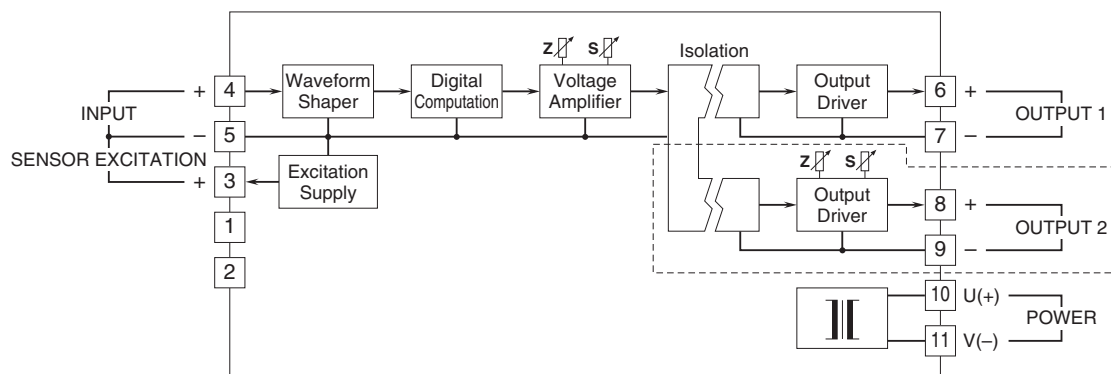 Z S
Isolation
INPUT
+ 4
Waveform
Shaper
Digital
Computation
Voltage
Amplifier
Output
Driver
6 +
OUTPUT 1
– 5
7 –
SENSOR EXCITATION
+ 3
Excitation
Supply
Z S
Output
Driver
8 +
OUTPUT 2
9 –
1
2
10 U(+)
POWER
11 V(–)